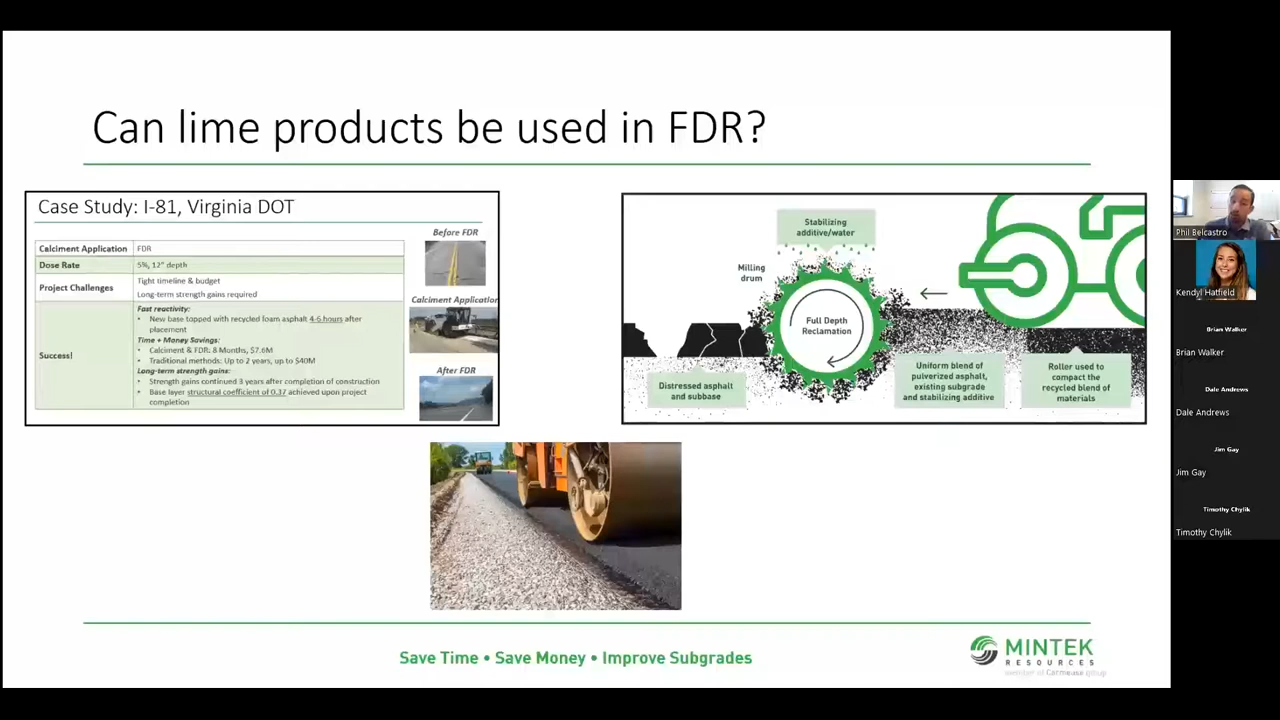 Can lime products be used in FDR?
Case Study: I-81, Virginia DOT
Calciment Application FDR
Dose Rate 5%, 12" depth
Project Challenges
Tight timeline & budget
Long-term strength gains required
Success!
Fast reactivity:
• New base topped with recycled foam asphalt 4-6 hours after
placement
Time + Money Savings:
• Calciment & FDR: 8 Months, $7.6M
• Traditional methods: Up to 2 years, up to $40M
Long-term strength gains:
• Strength gains continued 3 years after completion of construction
• Base layer structural coefficient of 0.37 achieved upon project
completion
Before FDR
Calciment Application
After FDR
Stabilizing
additive/water
Milling
drum
Full Depth
Reclamation
Distressed asphalt
and subbase
Uniform blend of
pulverized asphalt,
existing subgrade
and stabilizing additive
Roller used to
compact the
recycled blend of
materials
Save Time • Save Money • Improve Subgrades
MINTEK
RESOURCES
member of Carmeuse group
Phil Belcastro
Kendyl Hatfield
Brian Walker
Brian Walker
Dale Andrews
Dale Andrews
Jim Gay
Jim Gay
Timothy Chylik
Timothy Chylik